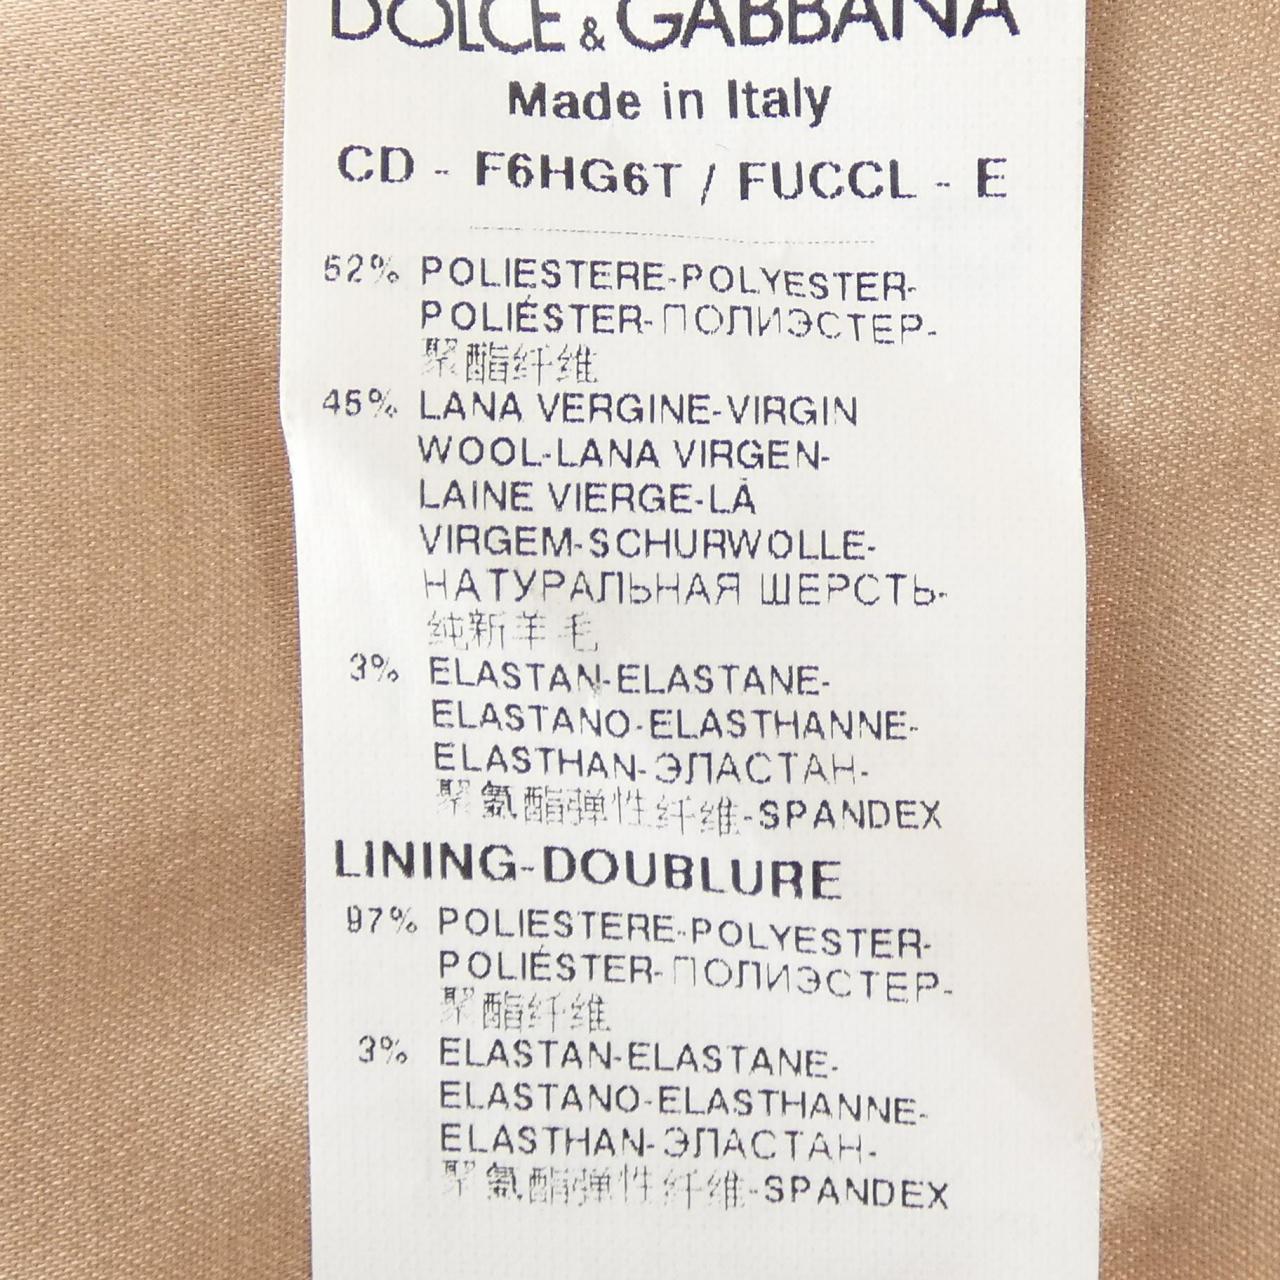 DOLCE & GABBANA
Made in Italy
CD - F6HG6T / FUCCL - E
52% POLIESTERE-POLYESTER-
POLIÉSTER-ПОЛИЭСТЕР-
聚酯纤维
45% LANA VERGINE-VIRGIN
WOOL-LANA VIRGEN-
LAINE VIERGE-LÃ
VIRGEM-SCHURWOLLE-
НАТУРАЛЬНАЯ ШЕРСТЬ-
纯新羊毛
3% ELASTAN-ELASTANE-
ELASTANO-ELASTHANNE-
ELASTHAN-ЭЛАСТАН-
聚氨酯弹性纤维-SPANDEX
LINING-DOUBLURE
97% POLIESTERE-POLYESTER-
POLIÉSTER-ПОЛИЭСТЕР-
聚酯纤维
3% ELASTAN-ELASTANE-
ELASTANO-ELASTHANNE-
ELASTHAN-ЭЛАСТАН-
聚氨酯弹性纤维-SPANDEX